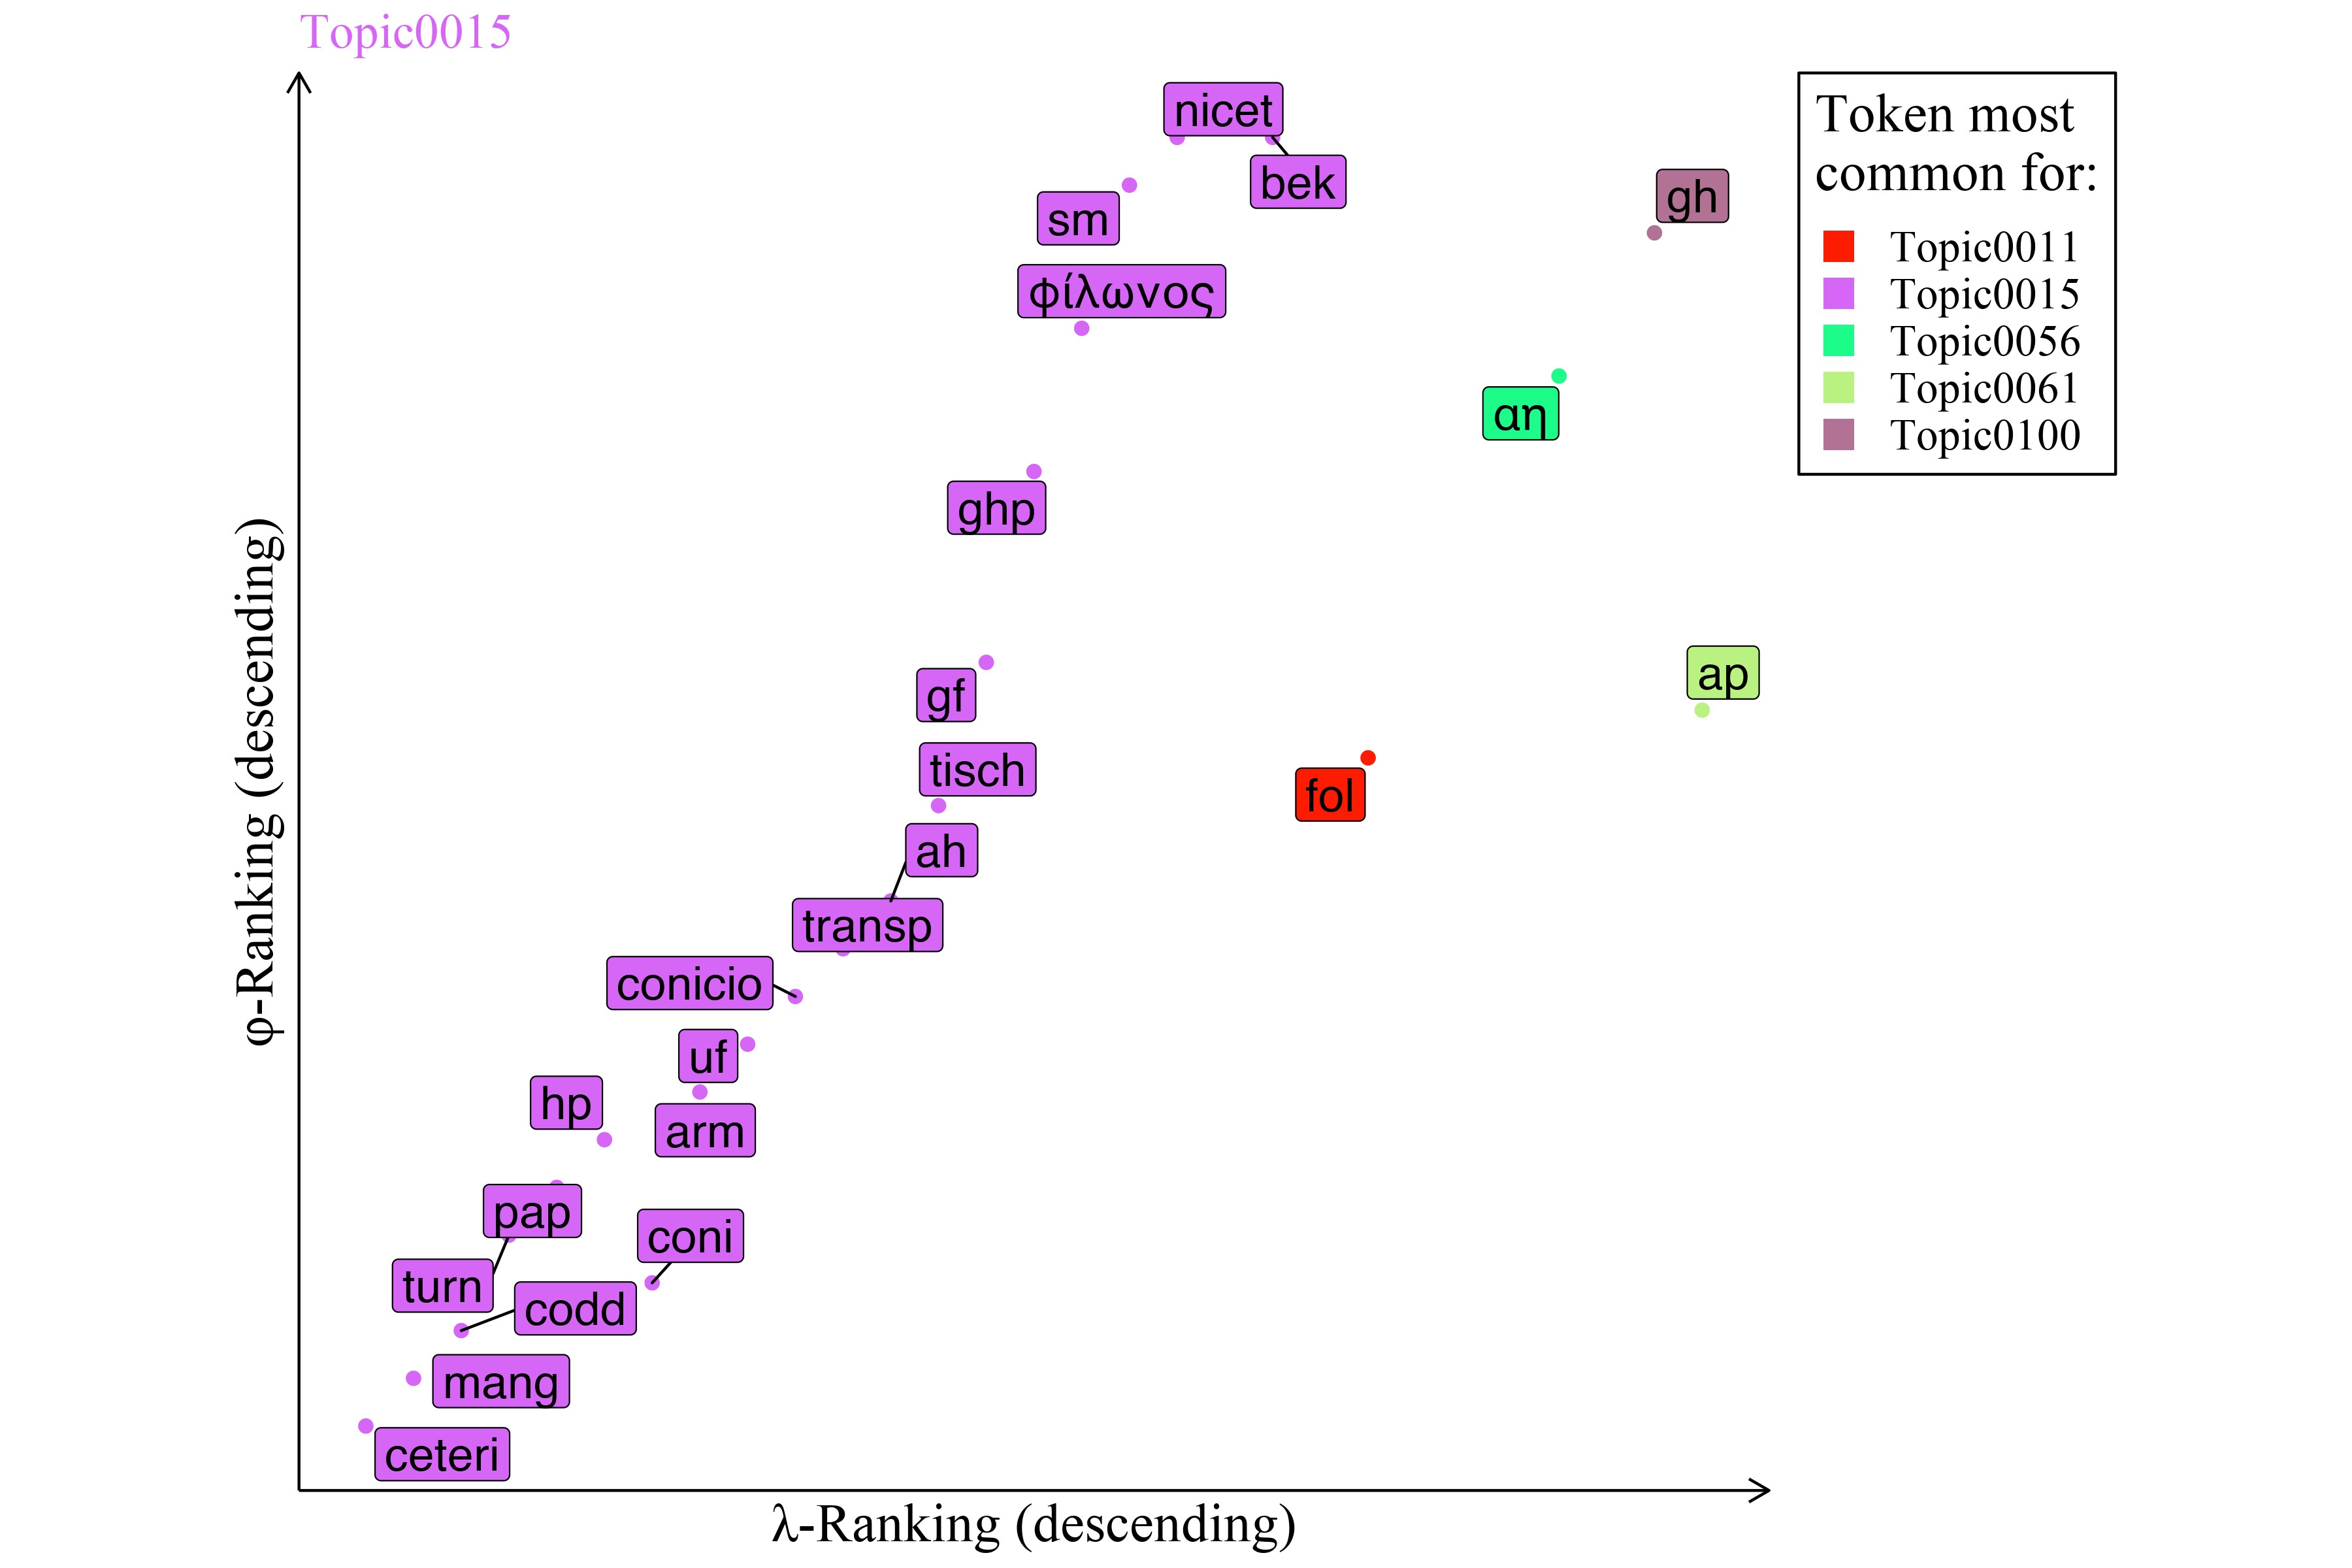 Topic0015
nicet
bek
sm
gh
φίλωνος
αη
ghp
gf
ap
tisch
fol
ah
transp
conicio
uf
hp
arm
pap
coni
turn
codd
mang
ceteri
φ-Ranking (descending)
λ-Ranking (descending)
Token most
common for:
Topic0011
Topic0015
Topic0056
Topic0061
Topic0100